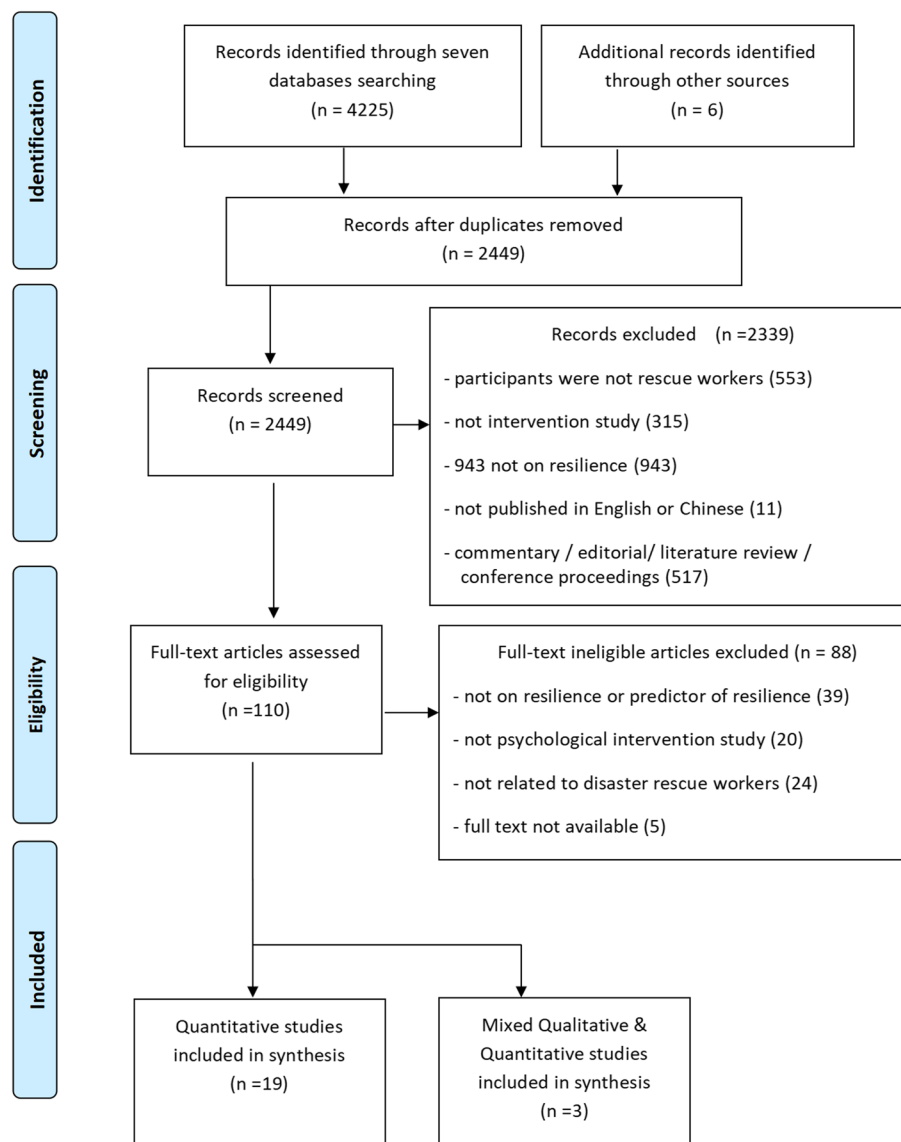 Identification
Records identified through seven
databases searching
(n = 4225)
Additional records identified
through other sources
(n = 6)
Records after duplicates removed
(n = 2449)
Screening
Records screened
(n = 2449)
Records excluded (n =2339)
- participants were not rescue workers (553)
- not intervention study (315)
- 943 not on resilience (943)
- not published in English or Chinese (11)
- commentary / editorial/ literature review /
conference proceedings (517)
Eligibility
Full-text articles assessed
for eligibility
(n =110)
Full-text ineligible articles excluded (n = 88)
- not on resilience or predictor of resilience (39)
- not psychological intervention study (20)
- not related to disaster rescue workers (24)
- full text not available (5)
Included
Quantitative studies
included in synthesis
(n =19)
Mixed Qualitative &
Quantitative studies
included in synthesis
(n =3)